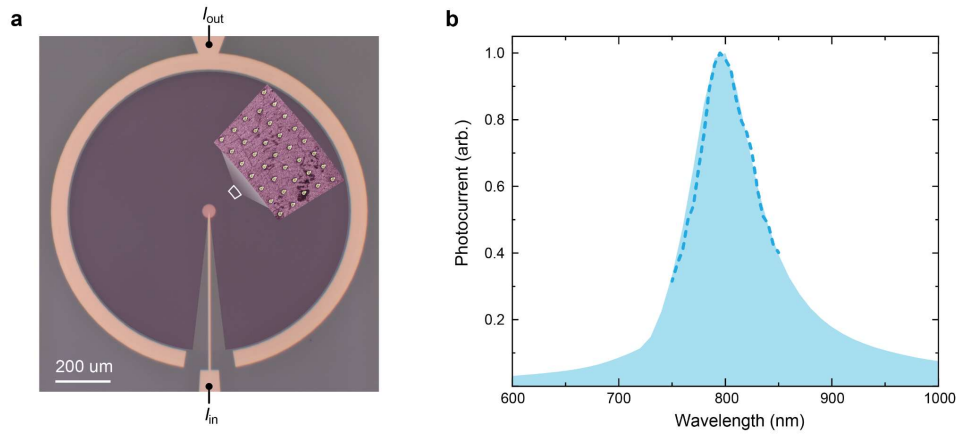 a
I_out
200 um
I_in
b
Photocurrent (arb.)
1.0
0.8
0.6
0.4
0.2
600
700
800
900
1000
Wavelength (nm)